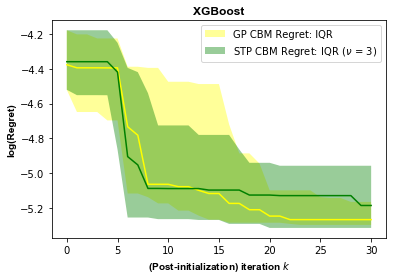 XGBoost
GP CBM Regret: IQR
STP CBM Regret: IQR (ν = 3)
log(Regret)
−4.2
−4.4
−4.6
−4.8
−5.0
−5.2
0 5 10 15 20 25 30
(Post-initialization) iteration k